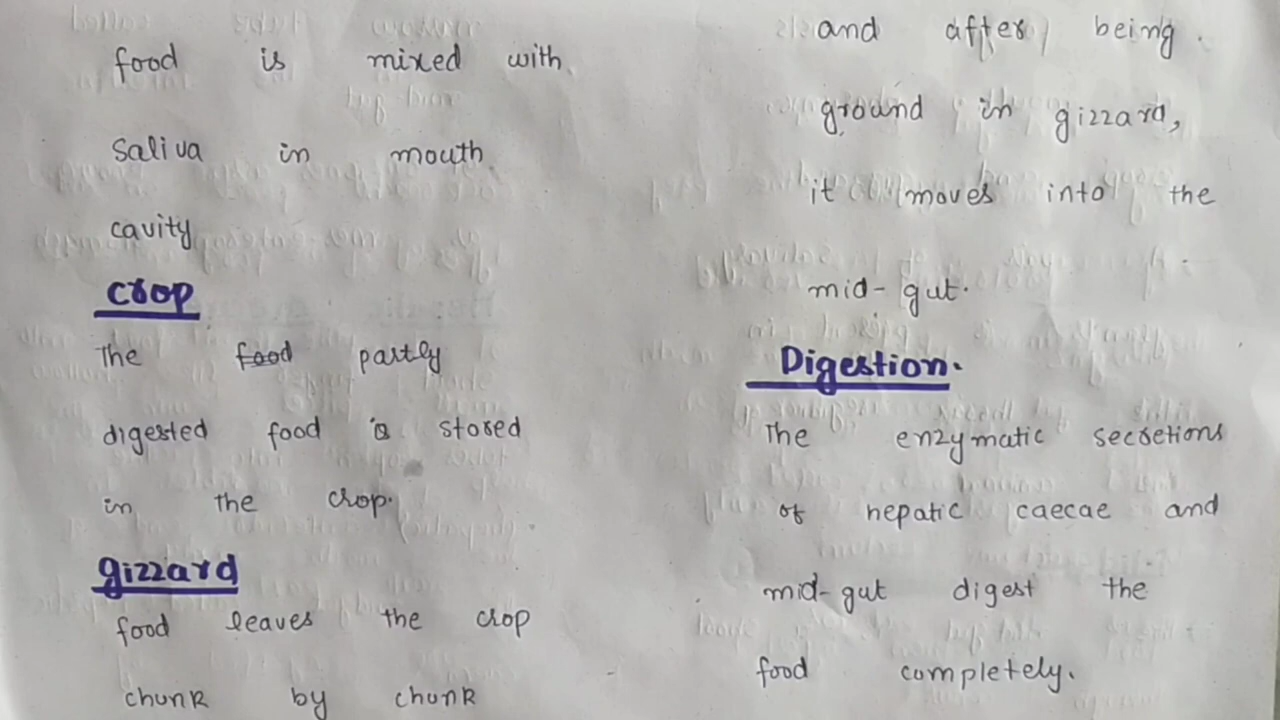 food is mixed with
saliva in mouth
cavity
crop
The food partly
digested food is stored
in the crop.
gizzard
food leaves the crop
chunk by chunk
and after being
ground in gizzard,
it moves into the
mid-gut.
Digestion.
The enzymatic secretions
of hepatic caecae and
mid-gut digest the
food completely.